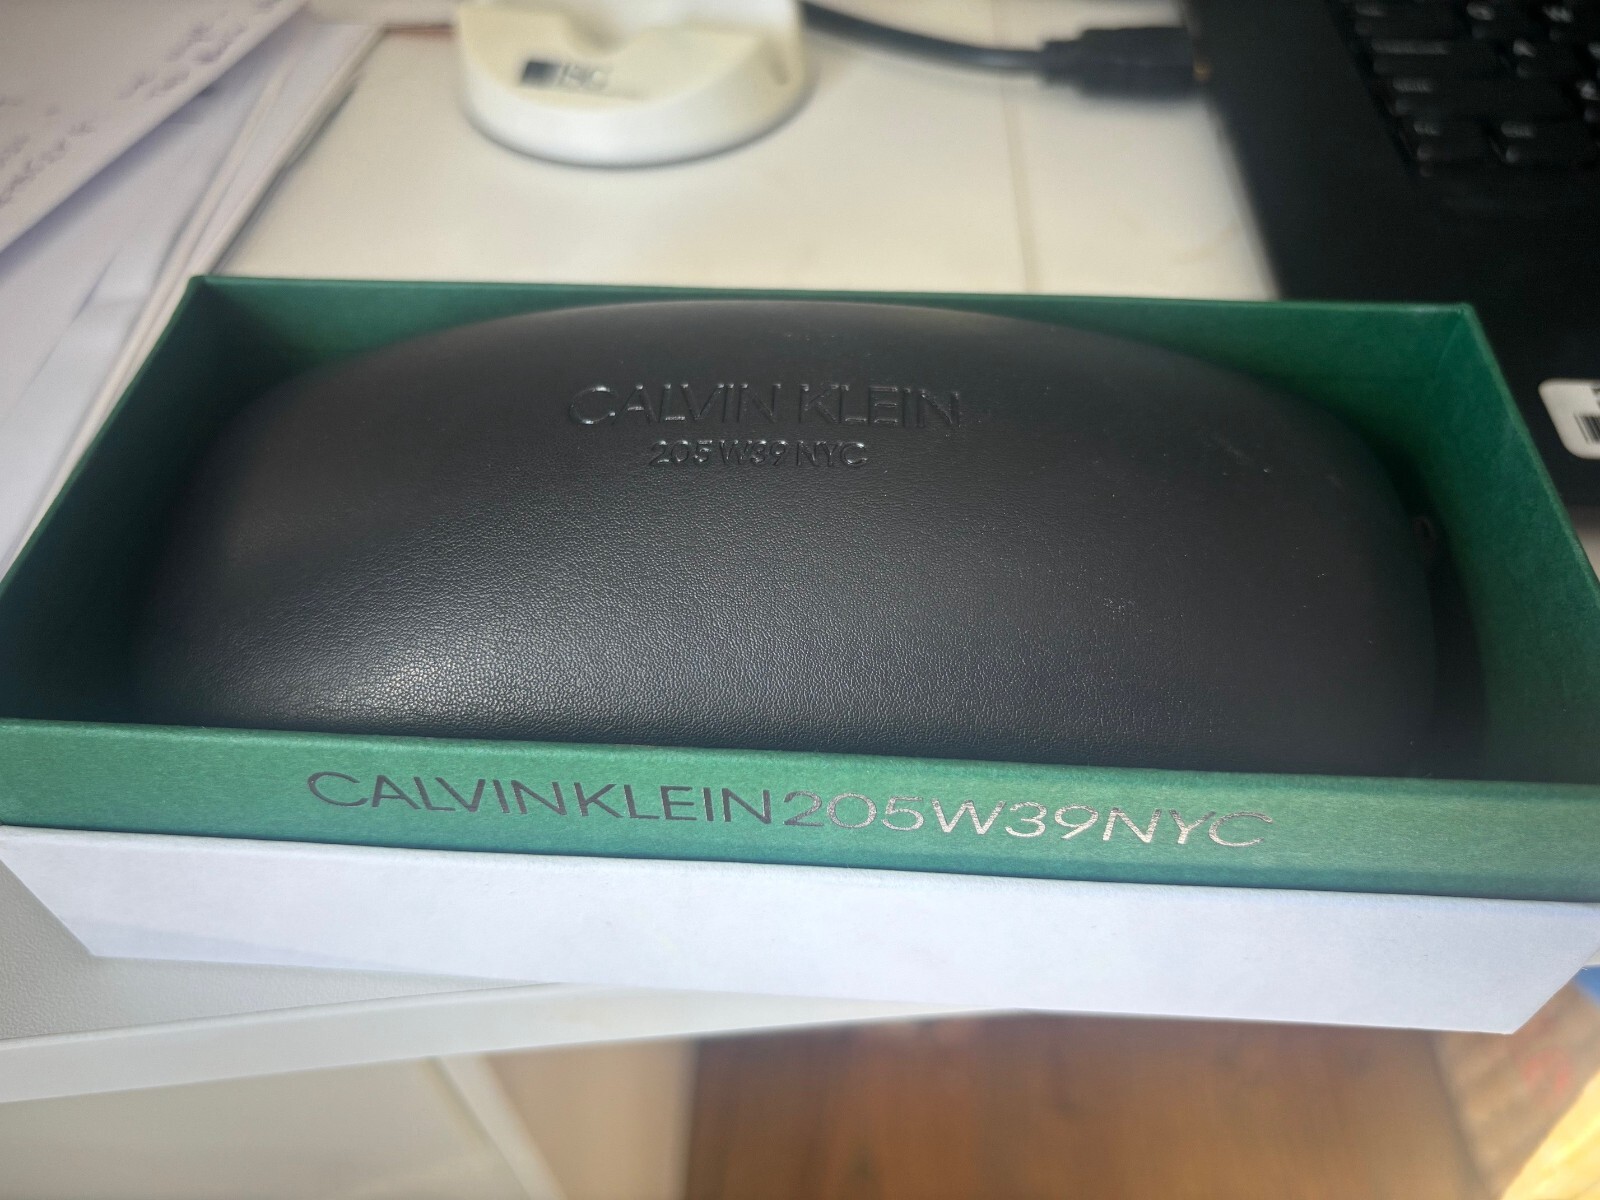 CALVIN KLEIN
205 W39 NYC
CALVINKLEIN205W39NYC